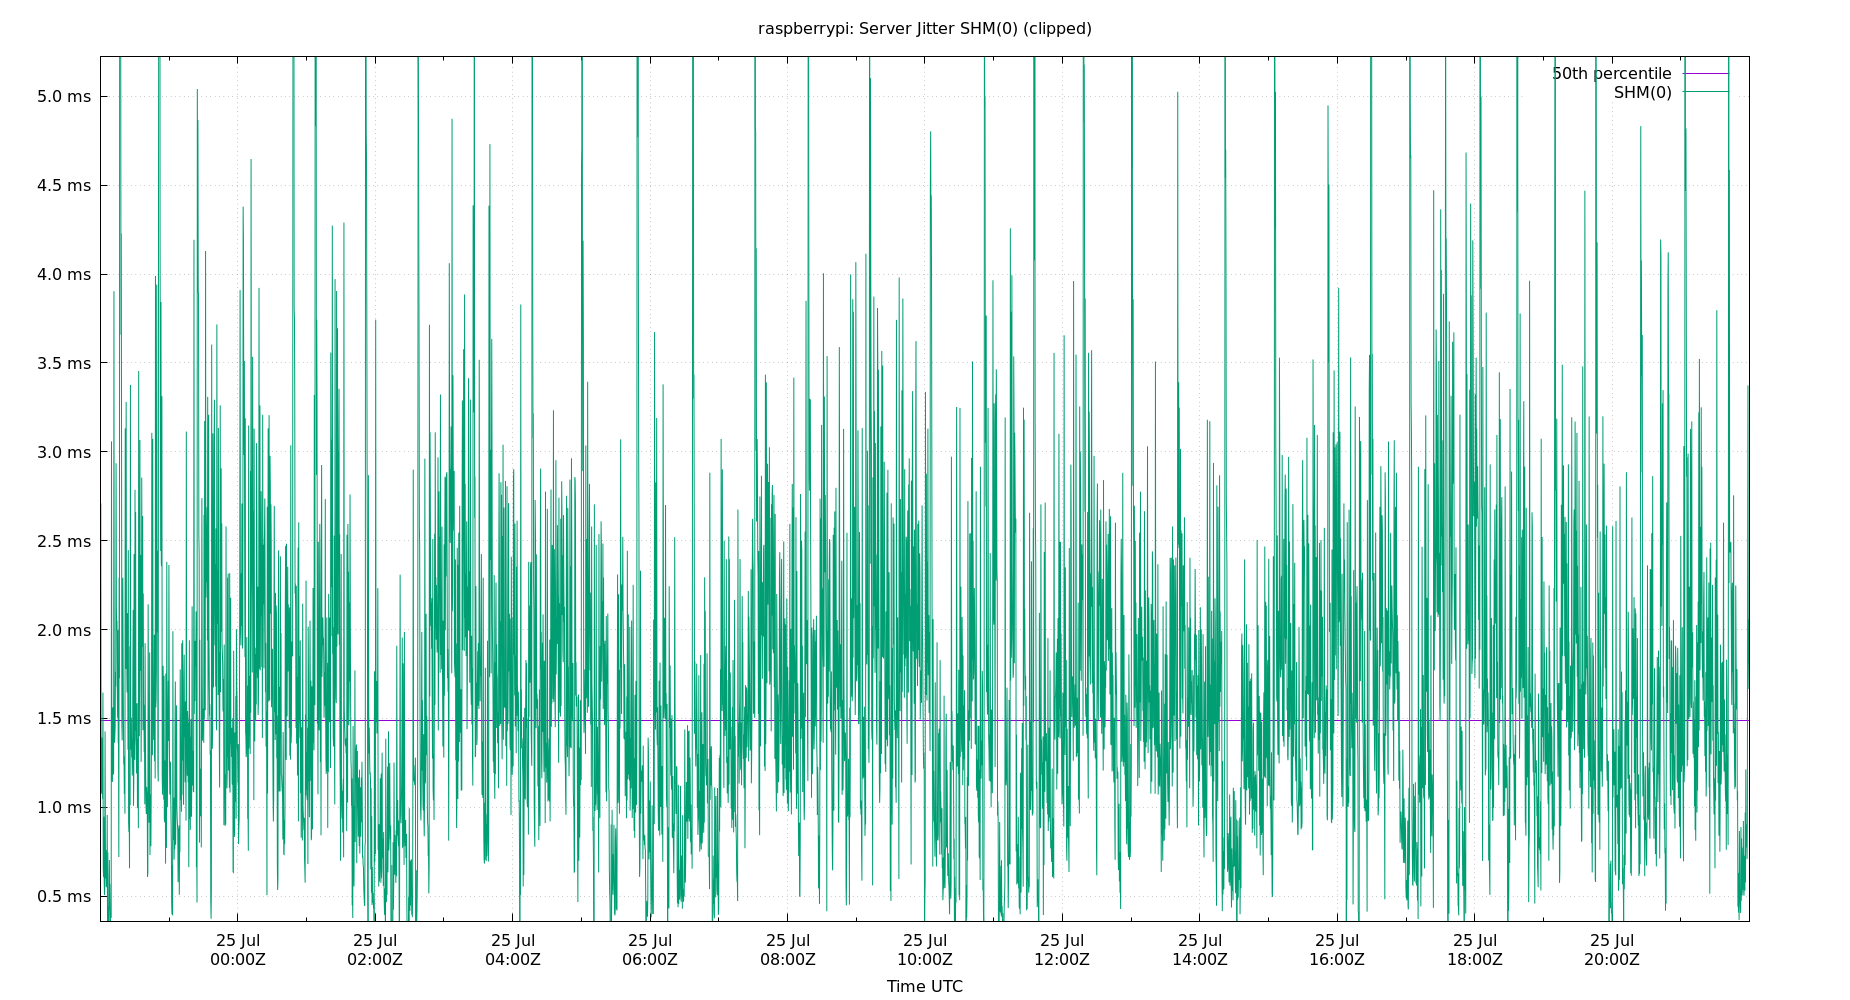 raspberrypi: Server Jitter SHM(0) (clipped)
50th percentile
SHM(0)
5.0 ms
4.5 ms
4.0 ms
3.5 ms
3.0 ms
2.5 ms
2.0 ms
1.5 ms
1.0 ms
0.5 ms
25 Jul 25 Jul 25 Jul 25 Jul 25 Jul 25 Jul 25 Jul 25 Jul 25 Jul 25 Jul 25 Jul
00:00Z 02:00Z 04:00Z 06:00Z 08:00Z 10:00Z 12:00Z 14:00Z 16:00Z 18:00Z 20:00Z
Time UTC